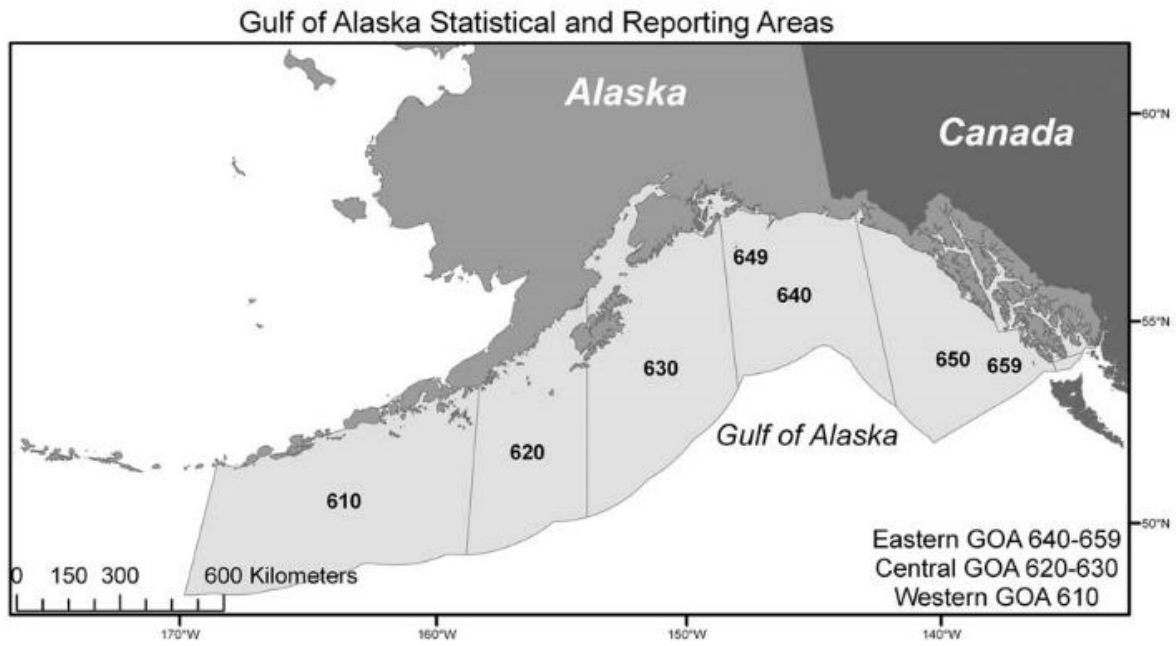 Gulf of Alaska Statistical and Reporting Areas
Alaska
Canada
60°N
649
640
55°N
650
659
630
Gulf of Alaska
620
610
50°N
Eastern GOA 640-659
Central GOA 620-630
Western GOA 610
0 150 300 600 Kilometers
170°W 160°W 150°W 140°W